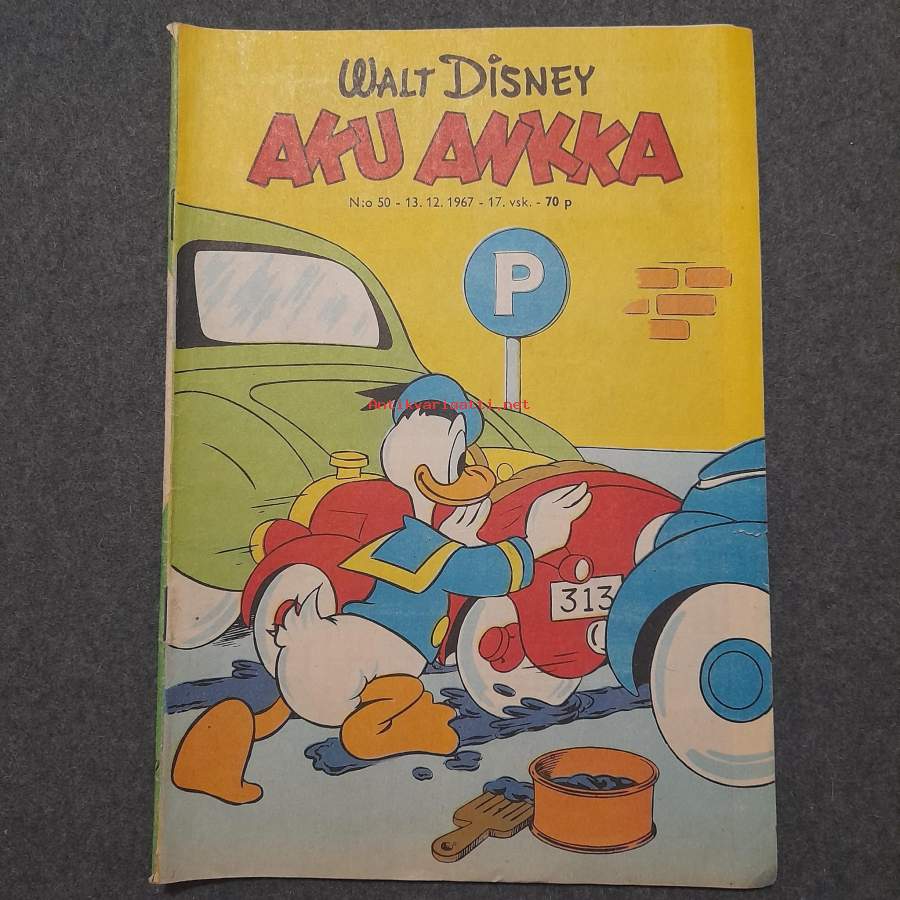 WALT DISNEY
AKU ANKKA
N:o 50 - 13. 12. 1967 - 17. vsk. - 70 p
P
Antikvariaatti.net
313